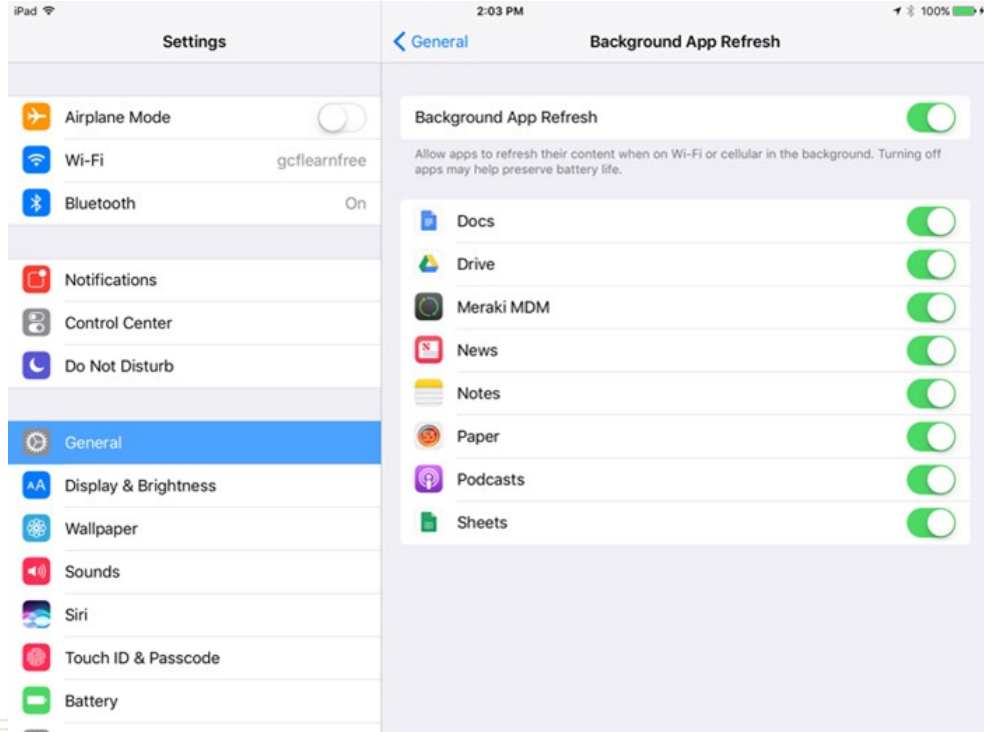 iPad
2:03 PM
100%
Settings
General
Background App Refresh
Airplane Mode
Wi-Fi
gcflearnfree
Bluetooth
On
Notifications
Control Center
Do Not Disturb
General
AA Display & Brightness
Wallpaper
Sounds
Siri
Touch ID & Passcode
Battery
Background App Refresh
Allow apps to refresh their content when on Wi-Fi or cellular in the background. Turning off
apps may help preserve battery life.
Docs
Drive
Meraki MDM
News
Notes
53 Paper
Podcasts
Sheets